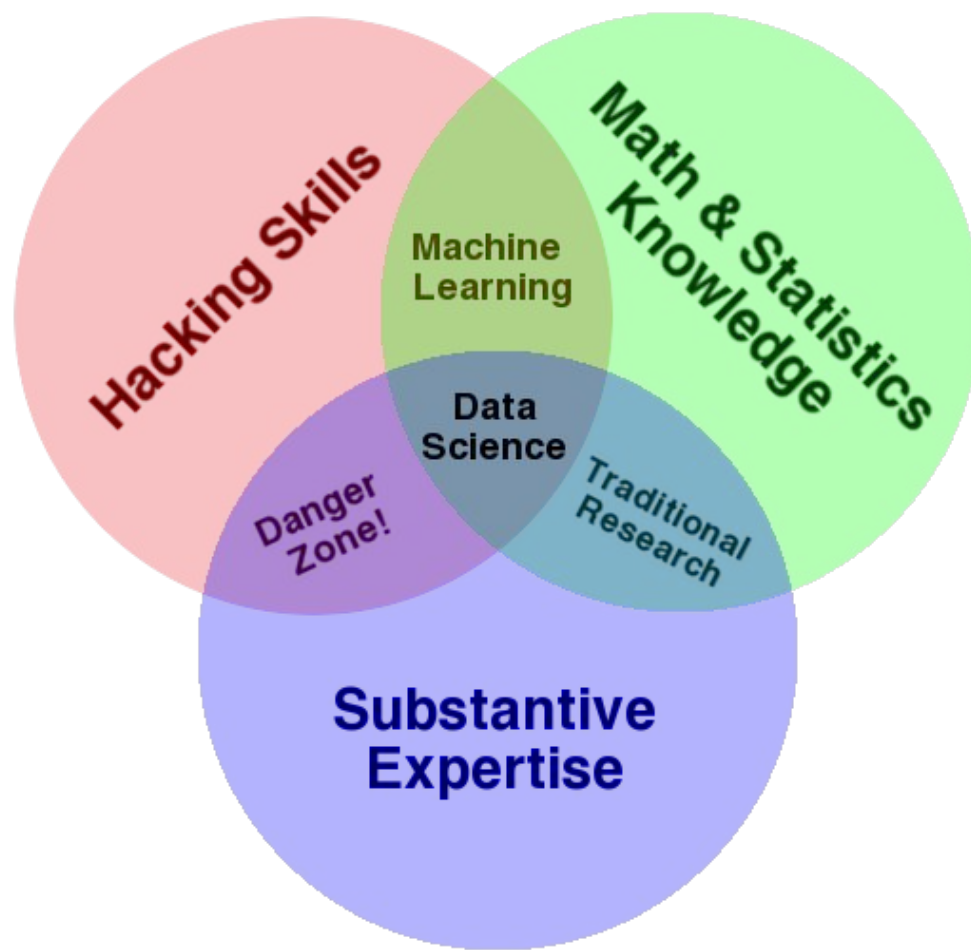 Hacking Skills
Math & Statistics
Knowledge
Machine
Learning
Data
Science
Danger
Zone!
Traditional
Research
Substantive
Expertise